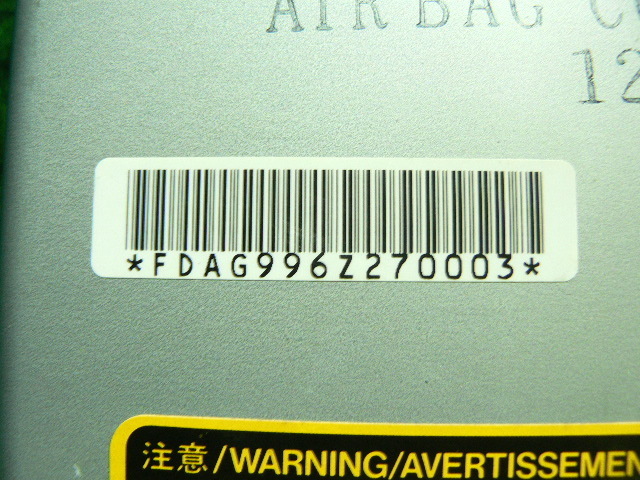 AIR BAG
12
*FDAG996Z270003*
注意/WARNING/AVERTISSEMEN